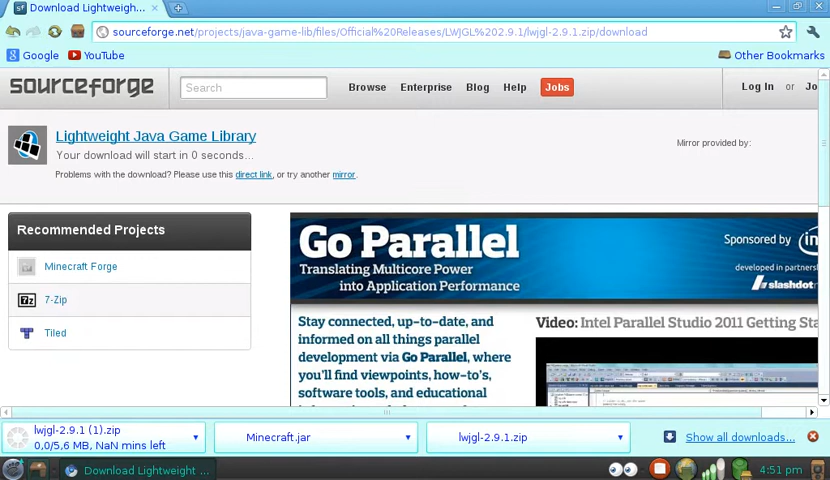 Download Lightweigh...
sourceforge.net/projects/java-game-lib/files/Official%20Releases/LWJGL%202.9.1/lwjgl-2.9.1.zip/download
Google YouTube Other Bookmarks
sourceforge Search Browse Enterprise Blog Help Jobs Log In or Jo
Lightweight Java Game Library
Your download will start in 0 seconds...
Mirror provided by:
Problems with the download? Please use this direct link, or try another mirror.
Recommended Projects
Minecraft Forge
7-Zip
Tiled
Go Parallel
Translating Multicore Power
into Application Performance
Sponsored by
developed in partners
slashdot
Stay connected, up-to-date, and
informed on all things parallel
development via Go Parallel, where
you'll find viewpoints, how-to's,
software tools, and educational
Video: Intel Parallel Studio 2011 Getting Sta
lwjgl-2.9.1 (1).zip
0,0/5,6 MB, NaN mins left
Minecraft.jar
lwjgl-2.9.1.zip
Show all downloads...
Download Lightweight ...
4:51 pm